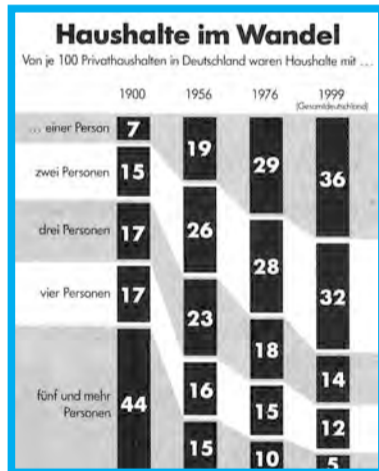 Haushalte im Wandel
Von je 100 Privathaushalten in Deutschland waren Haushalte mit ...
1900 1956 1976 1999
(Gesamtdeutschland)
... einer Person 7 19 29 36
zwei Personen 15 26 28 32
drei Personen 17 23 18 14
vier Personen 17 16 15 12
fünf und mehr
Personen 44 15 10 5